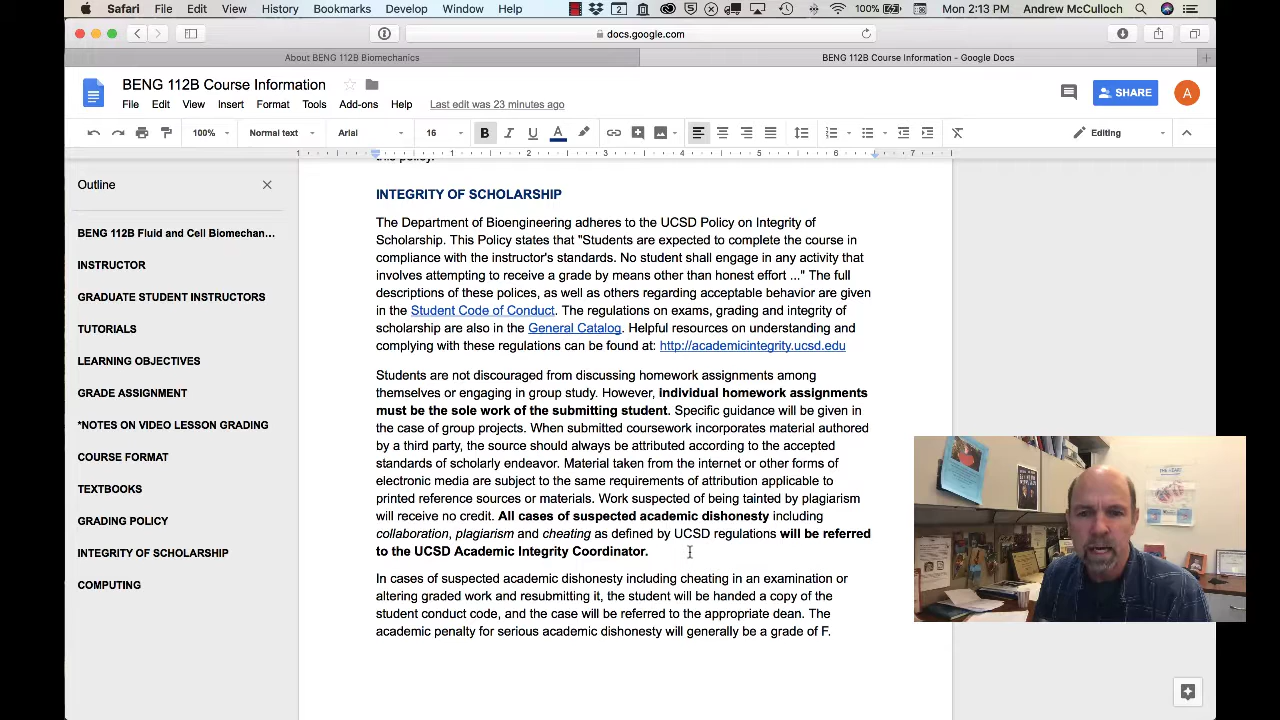 Safari File Edit View History Bookmarks Develop Window Help 2 100% Mon 2:13 PM Andrew McCulloch
docs.google.com
About BENG 112B Biomechanics
BENG 112B Course Information - Google Docs
BENG 112B Course Information
File Edit View Insert Format Tools Add-ons Help Last edit was 23 minutes ago
SHARE
A
100% Normal text Arial 16 B I U A Editing
1 1 2 3 4 5 6 7
this policy.
Outline
BENG 112B Fluid and Cell Biomechan...
INSTRUCTOR
GRADUATE STUDENT INSTRUCTORS
TUTORIALS
LEARNING OBJECTIVES
GRADE ASSIGNMENT
*NOTES ON VIDEO LESSON GRADING
COURSE FORMAT
TEXTBOOKS
GRADING POLICY
INTEGRITY OF SCHOLARSHIP
COMPUTING
INTEGRITY OF SCHOLARSHIP
The Department of Bioengineering adheres to the UCSD Policy on Integrity of
Scholarship. This Policy states that "Students are expected to complete the course in
compliance with the instructor's standards. No student shall engage in any activity that
involves attempting to receive a grade by means other than honest effort ..." The full
descriptions of these polices, as well as others regarding acceptable behavior are given
in the Student Code of Conduct. The regulations on exams, grading and integrity of
scholarship are also in the General Catalog. Helpful resources on understanding and
complying with these regulations can be found at: http://academicintegrity.ucsd.edu
Students are not discouraged from discussing homework assignments among
themselves or engaging in group study. However, individual homework assignments
must be the sole work of the submitting student. Specific guidance will be given in
the case of group projects. When submitted coursework incorporates material authored
by a third party, the source should always be attributed according to the accepted
standards of scholarly endeavor. Material taken from the internet or other forms of
electronic media are subject to the same requirements of attribution applicable to
printed reference sources or materials. Work suspected of being tainted by plagiarism
will receive no credit. All cases of suspected academic dishonesty including
collaboration, plagiarism and cheating as defined by UCSD regulations will be referred
to the UCSD Academic Integrity Coordinator.
In cases of suspected academic dishonesty including cheating in an examination or
altering graded work and resubmitting it, the student will be handed a copy of the
student conduct code, and the case will be referred to the appropriate dean. The
academic penalty for serious academic dishonesty will generally be a grade of F.